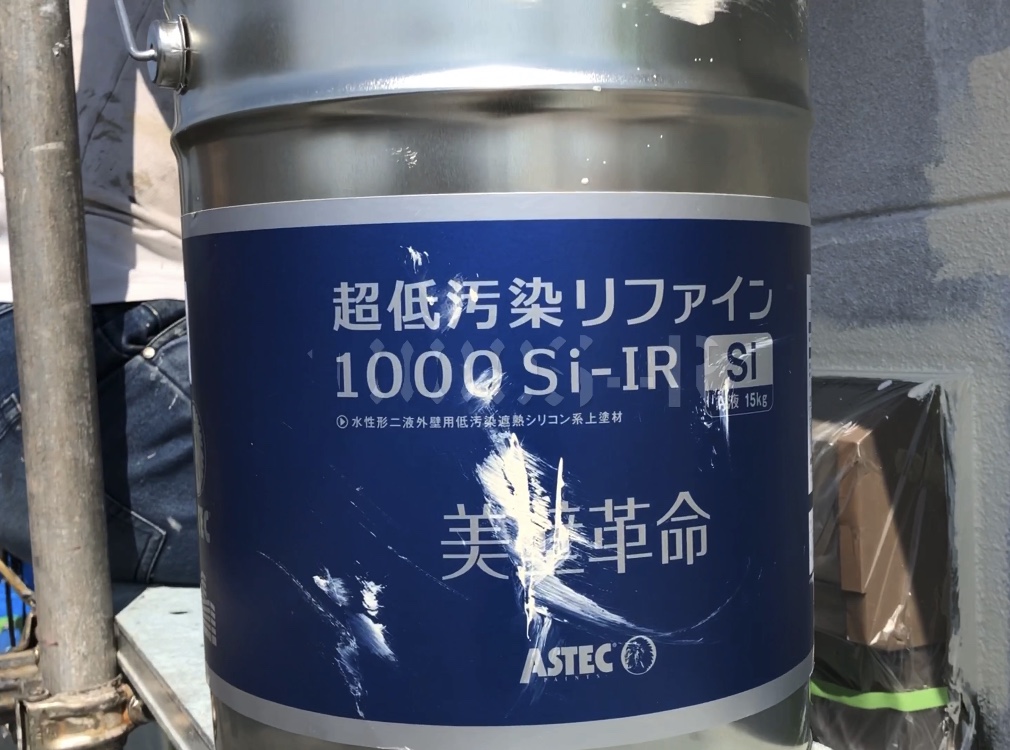 超低汚染リファイン
1000 Si-IR
Si
液 15kg
水性形二液外壁用低汚染遮熱シリコン系上塗材
美壁革命
ASTEC
PAINTS